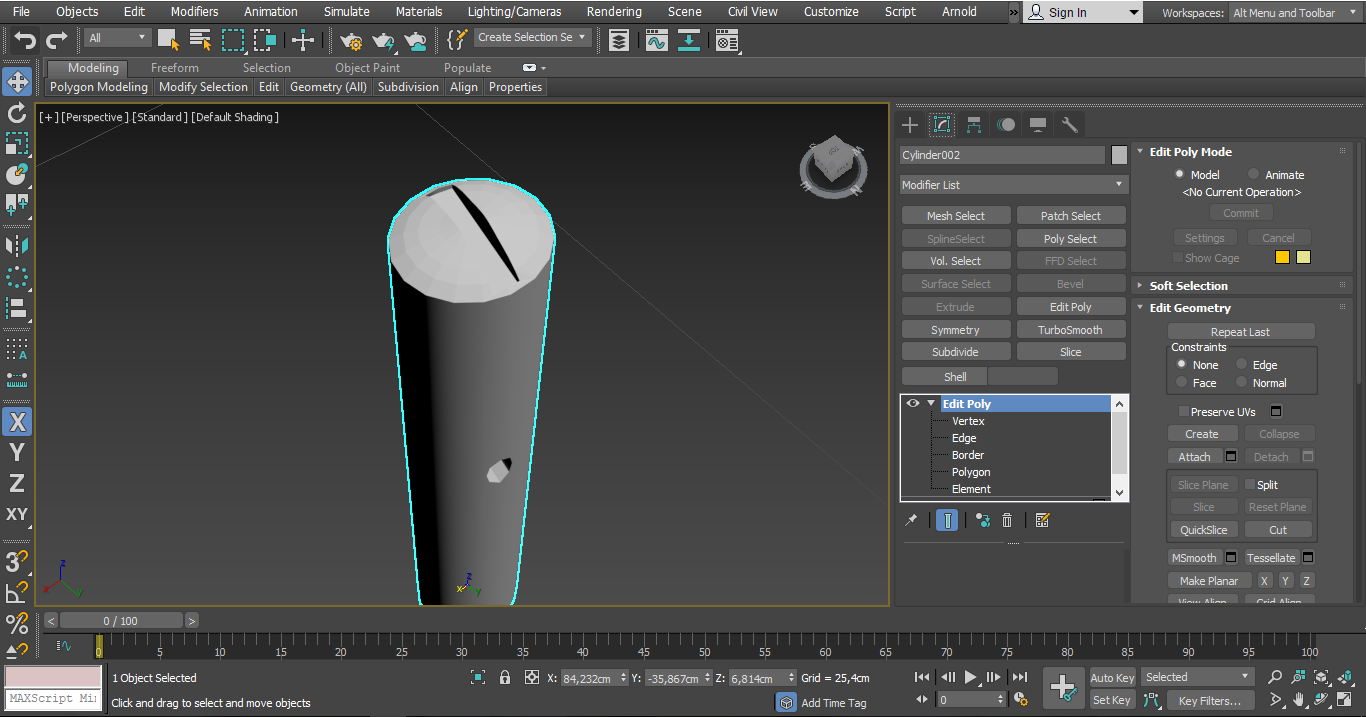 File Objects Edit Modifiers Animation Simulate Materials Lighting/Cameras Rendering Scene Civil View Customize Script Arnold » Sign In Workspaces: Alt Menu and Toolbar
All Create Selection Se
Modeling Freeform Selection Object Paint Populate
Polygon Modeling Modify Selection Edit Geometry (All) Subdivision Align Properties
[+] [Perspective] [Standard] [Default Shading]
Cylinder002
Modifier List
Mesh Select Patch Select
SplineSelect Poly Select
Vol. Select FFD Select
Surface Select Bevel
Extrude Edit Poly
Symmetry TurboSmooth
Subdivide Slice
Shell
Edit Poly
Vertex
Edge
Border
Polygon
Element
Edit Poly Mode
Model Animate
<No Current Operation>
Commit
Settings Cancel
Show Cage
Soft Selection
Edit Geometry
Repeat Last
Constraints
None Edge
Face Normal
Preserve UVs
Create Collapse
Attach Detach
Slice Plane Split
Slice Reset Plane
QuickSlice Cut
MSmooth Tessellate
Make Planar X Y Z
View Align Grid Align
X
Y
Z
XY
3
x z y
z x y
< 0 / 100 >
0 5 10 15 20 25 30 35 40 45 50 55 60 65 70 75 80 85 90 95 100
1 Object Selected X: 84,232cm Y: -35,867cm Z: 6,814cm Grid = 25,4cm Auto Key Selected
MAXScript Min Click and drag to select and move objects Add Time Tag 0 Set Key Key Filters...